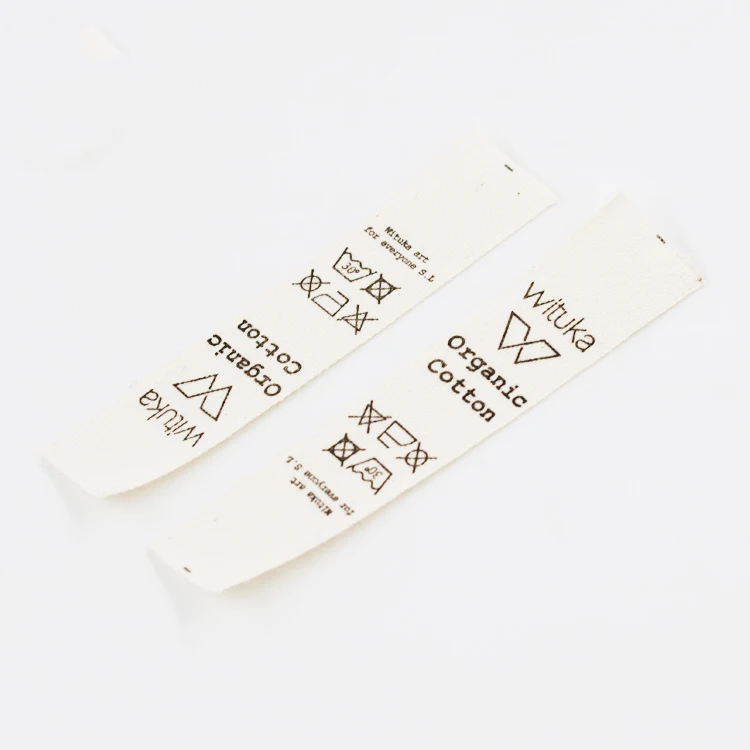 Wituka art
for everyone S.L
30°
Organic
Cotton
wituka
wituka
Organic
Cotton
30°
Wituka art
for everyone S.L